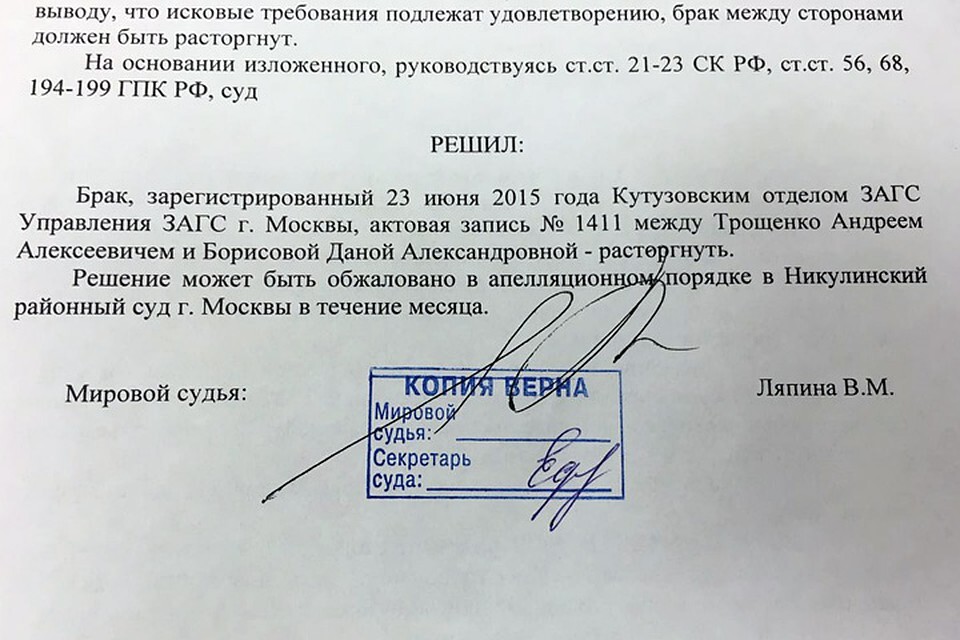 выводу, что исковые требования подлежат удовлетворению, брак между сторонами
должен быть расторгнут.
На основании изложенного, руководствуясь ст.ст. 21-23 СК РФ, ст.ст. 56, 68,
194-199 ГПК РФ, суд
РЕШИЛ:
Брак, зарегистрированный 23 июня 2015 года Кутузовским отделом ЗАГС
Управления ЗАГС г. Москвы, актовая запись № 1411 между Трощенко Андреем
Алексеевичем и Борисовой Даной Александровной - расторгнуть.
Решение может быть обжаловано в апелляционном порядке в Никулинский
районный суд г. Москвы в течение месяца.
Мировой судья: Ляпина В.М.
КОПИЯ ВЕРНА
Мировой
судья:
Секретарь
суда: